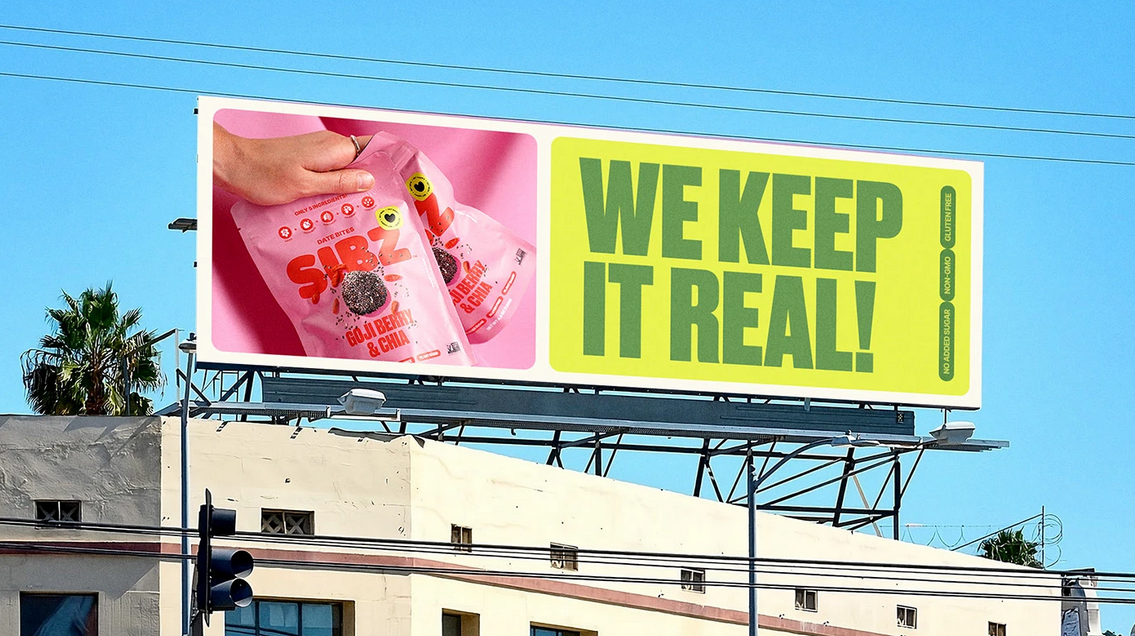 ONLY 5 INGREDIENTS
DATE BITES
SIBZ
GOJI BERRY
& CHIA
Z
GOJI BERRY
& CHIA
WE KEEP
IT REAL!
NO ADDED SUGAR
NON-GMO
GLUTEN FREE